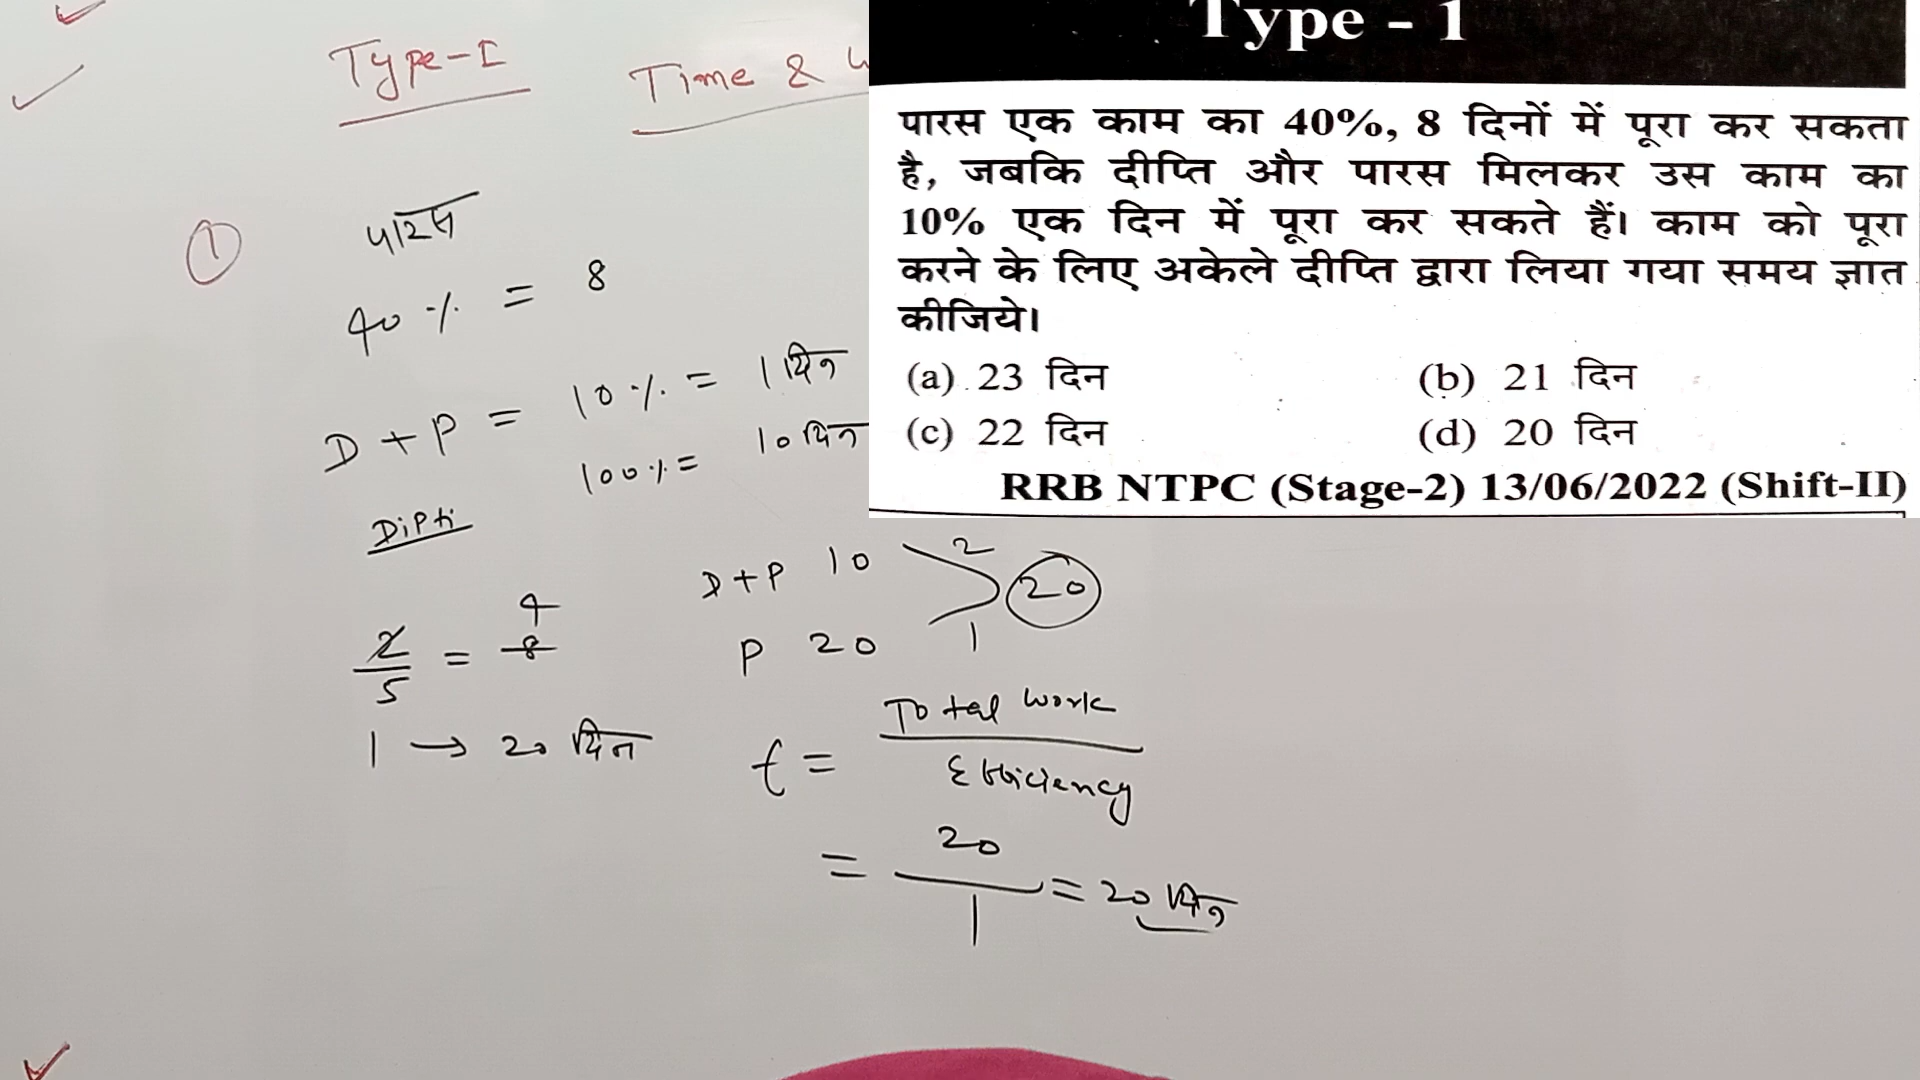 Type-I
Time &
①
पारस
40 % = 8
D + P = 10 % = 1 दिन
100 % = 10 दिन
Dipti
2/5 = 8 4
1 → 20 दिन
D+P 10 2
20
P 20 1
t = Total work / Efficiency
= 20 / 1 = 20 दिन
Type - 1
पारस एक काम का 40%, 8 दिनों में पूरा कर सकता
है, जबकि दीप्ति और पारस मिलकर उस काम का
10% एक दिन में पूरा कर सकते हैं। काम को पूरा
करने के लिए अकेले दीप्ति द्वारा लिया गया समय ज्ञात
कीजिये।
(a) 23 दिन (b) 21 दिन
(c) 22 दिन (d) 20 दिन
RRB NTPC (Stage-2) 13/06/2022 (Shift-II)